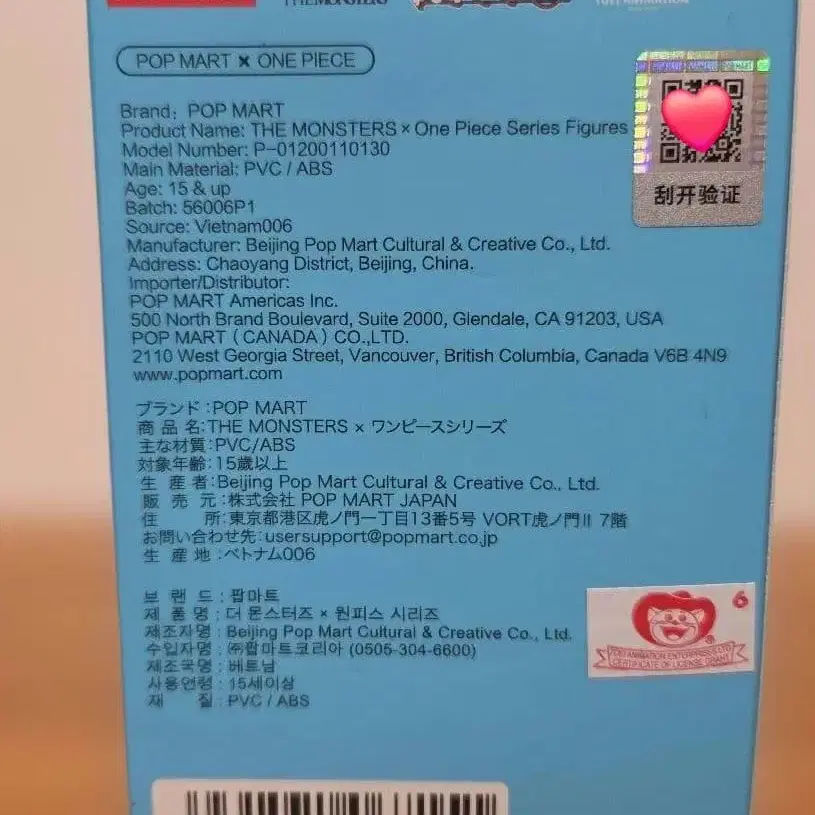 THE MONSTERS
TOEI ANIMATION
POP MART × ONE PIECE
Brand: POP MART
Product Name: THE MONSTERS × One Piece Series Figures
Model Number: P-01200110130
Main Material: PVC / ABS
Age: 15 & up
Batch: 56006P1
Source: Vietnam006
Manufacturer: Beijing Pop Mart Cultural & Creative Co., Ltd.
Address: Chaoyang District, Beijing, China.
Importer/Distributor:
POP MART Americas Inc.
500 North Brand Boulevard, Suite 2000, Glendale, CA 91203, USA
POP MART ( CANADA ) CO.,LTD.
2110 West Georgia Street, Vancouver, British Columbia, Canada V6B 4N9
www.popmart.com
刮开验证
ブランド:POP MART
商品名:THE MONSTERS × ワンピースシリーズ
主な材質:PVC/ABS
対象年齢:15歳以上
生産者:Beijing Pop Mart Cultural & Creative Co., Ltd.
販売元:株式会社 POP MART JAPAN
住所:東京都港区虎ノ門一丁目13番5号 VORT虎ノ門II 7階
お問い合わせ先:usersupport@popmart.co.jp
生産地:ベトナム006
브랜드 : 팝마트
제품명 : 더 몬스터즈 × 원피스 시리즈
제조자명 : Beijing Pop Mart Cultural & Creative Co., Ltd.
수입자명 : ㈜팝마트코리아 (0505-304-6600)
제조국명 : 베트남
사용연령 : 15세이상
재질 : PVC / ABS
6
TOEI ANIMATION ENTERPRISES LTD
CERTIFICATE OF LICENSE GRANT